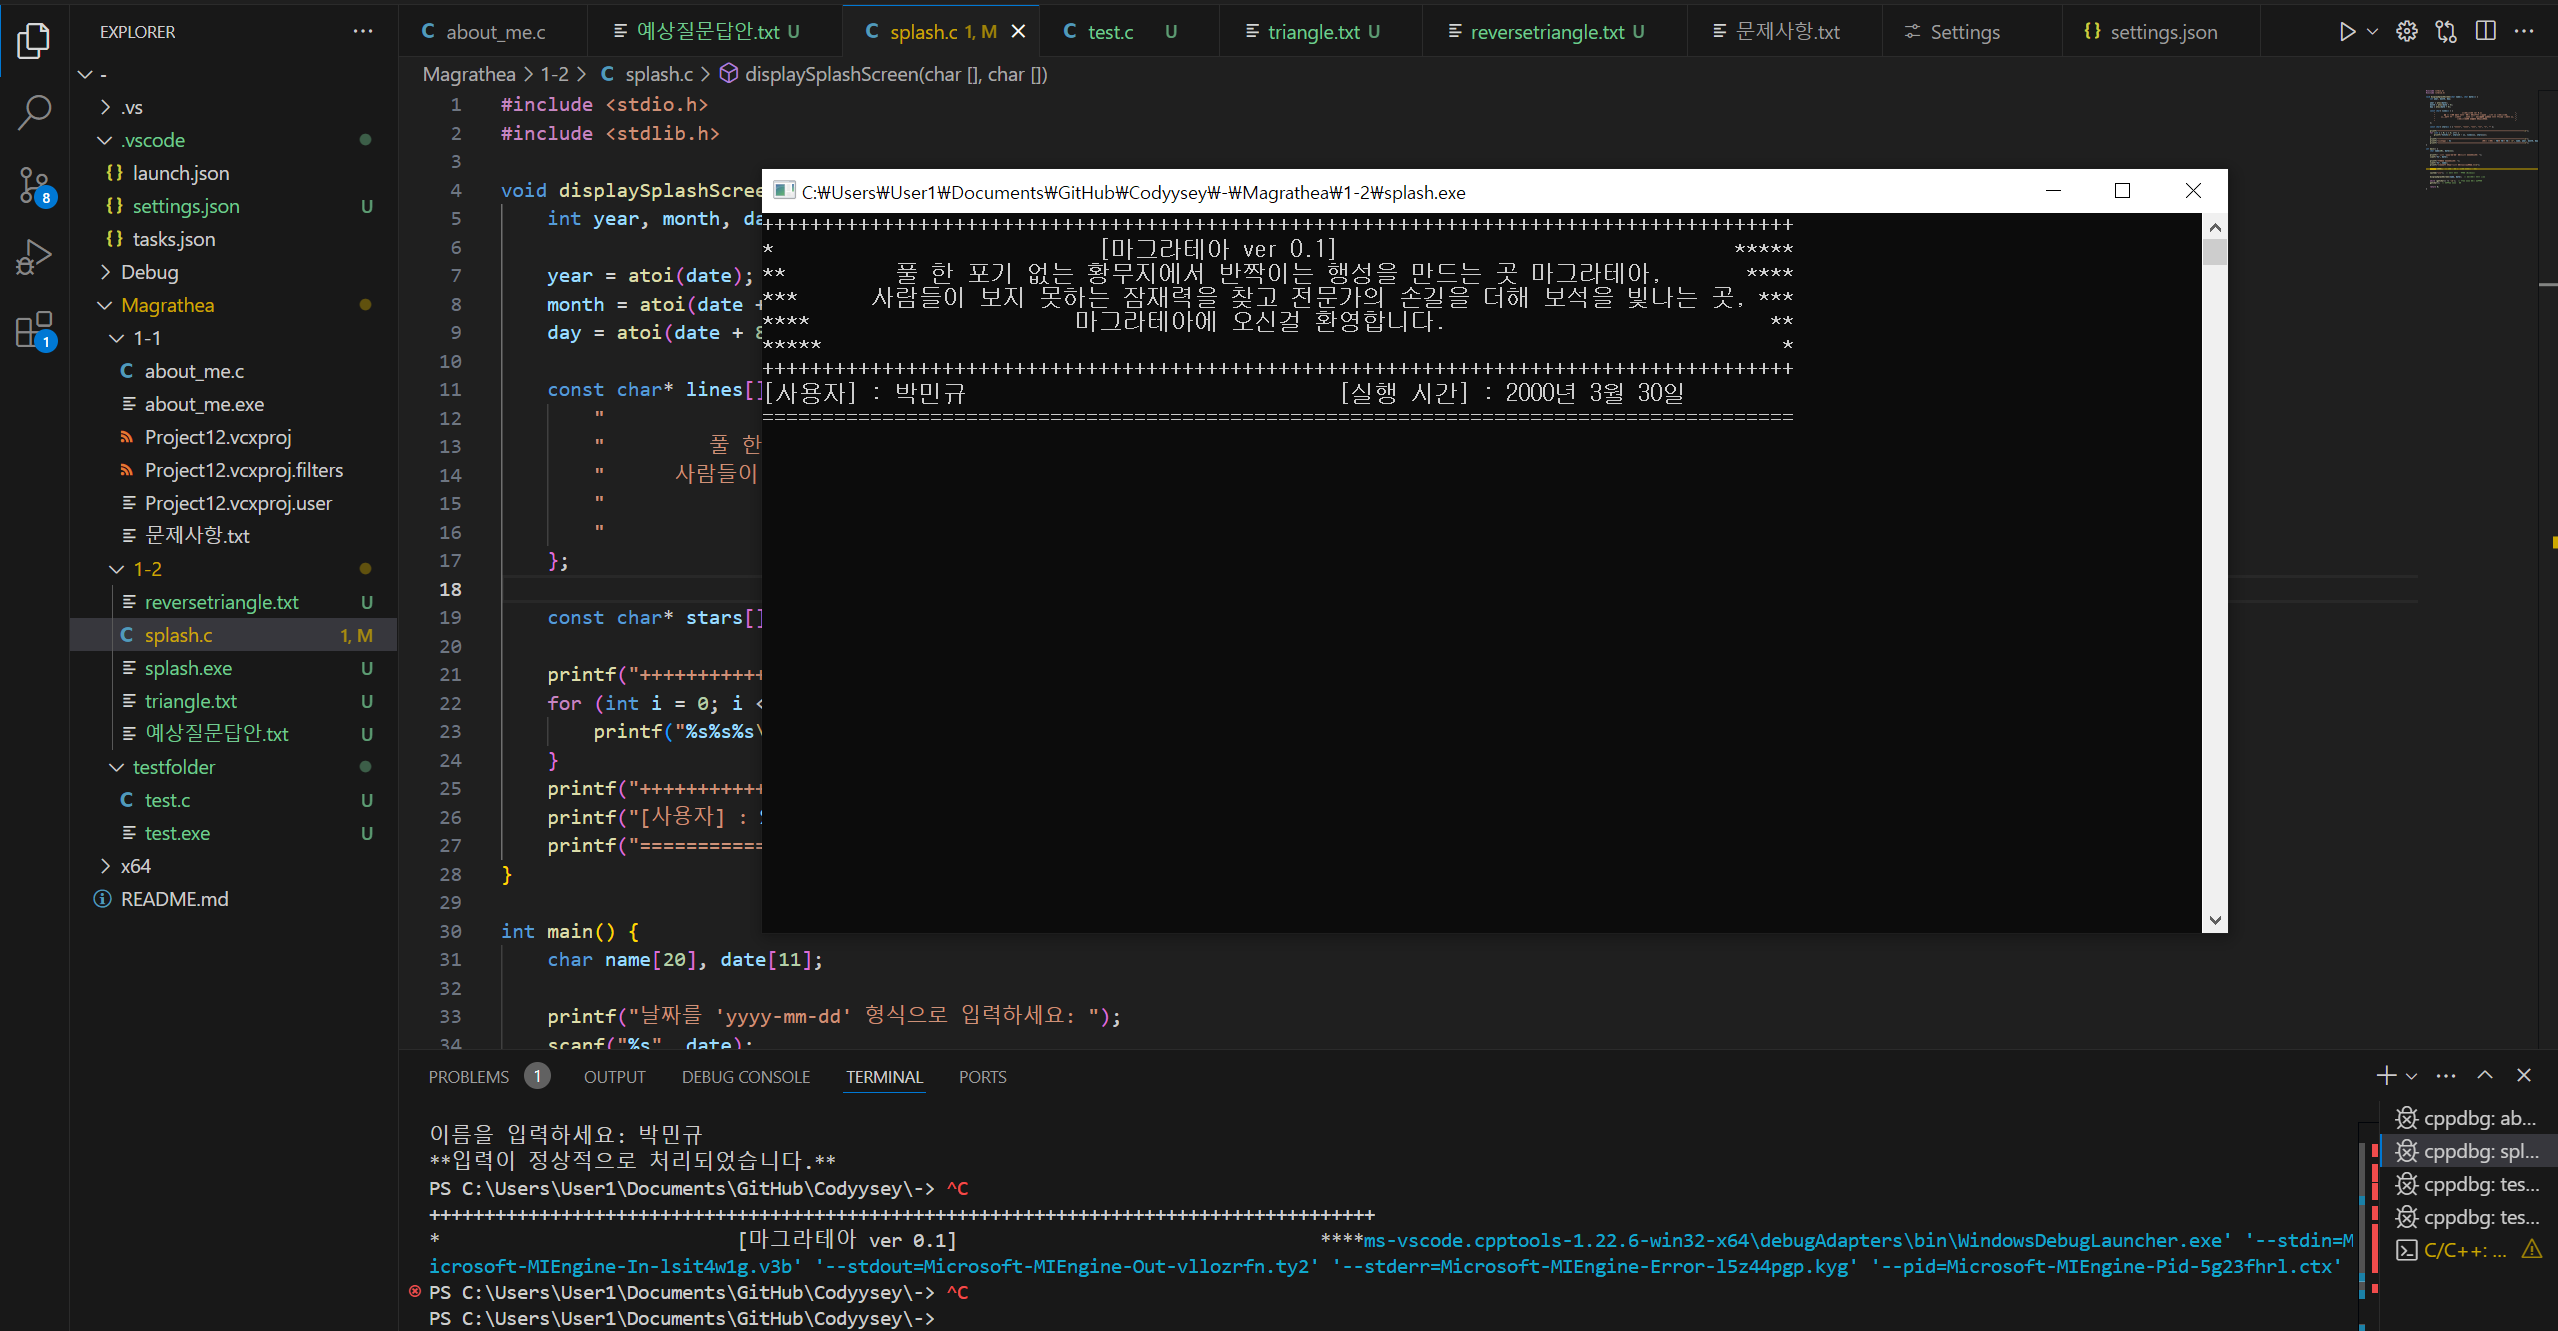 EXPLORER
-
.vs
.vscode
{} launch.json
{} settings.json U
{} tasks.json
Debug
Magrathea
1-1
C about_me.c
about_me.exe
Project12.vcxproj
Project12.vcxproj.filters
Project12.vcxproj.user
문제사항.txt
1-2
reversetriangle.txt U
C splash.c 1, M
splash.exe U
triangle.txt U
예상질문답안.txt U
testfolder
C test.c U
test.exe U
x64
README.md
8
1
C about_me.c
예상질문답안.txt U
C splash.c 1, M
C test.c U
triangle.txt U
reversetriangle.txt U
문제사항.txt
Settings
{} settings.json
Magrathea > 1-2 > C splash.c > displaySplashScreen(char [], char [])
1 #include <stdio.h>
2 #include <stdlib.h>
3
4 void displaySplashScree
5 int year, month, da
6
7 year = atoi(date);
8 month = atoi(date +
9 day = atoi(date + 8
10
11 const char* lines[]
12 "
13 " 풀 한
14 " 사람들이
15 "
16 "
17 };
18
19 const char* stars[]
20
21 printf("+++++++++++
22 for (int i = 0; i <
23 printf("%s%s%s\
24 }
25 printf("+++++++++++
26 printf("[사용자] :
27 printf("===========
28 }
29
30 int main() {
31 char name[20], date[11];
32
33 printf("날짜를 'yyyy-mm-dd' 형식으로 입력하세요: ");
34 scanf("%s", date);
C:₩Users₩User1₩Documents₩GitHub₩Codyysey₩-₩Magrathea₩1-2₩splash.exe
++++++++++++++++++++++++++++++++++++++++++++++++++++++++++++++++++++++++++++++++++++++
* [마그라테아 ver 0.1] *****
** 풀 한 포기 없는 황무지에서 반짝이는 행성을 만드는 곳 마그라테아, ****
*** 사람들이 보지 못하는 잠재력을 찾고 전문가의 손길을 더해 보석을 빛나는 곳, ***
**** 마그라테아에 오신걸 환영합니다. **
***** *
++++++++++++++++++++++++++++++++++++++++++++++++++++++++++++++++++++++++++++++++++++++
[사용자] : 박민규 [실행 시간] : 2000년 3월 30일
======================================================================================
PROBLEMS 1 OUTPUT DEBUG CONSOLE TERMINAL PORTS
이름을 입력하세요: 박민규
**입력이 정상적으로 처리되었습니다.**
PS C:\Users\User1\Documents\GitHub\Codyysey\-> ^C
++++++++++++++++++++++++++++++++++++++++++++++++++++++++++++++++++++++++++++++++++++++
* [마그라테아 ver 0.1] ****ms-vscode.cpptools-1.22.6-win32-x64\debugAdapters\bin\WindowsDebugLauncher.exe' '--stdin=M
icrosoft-MIEngine-In-lsit4w1g.v3b' '--stdout=Microsoft-MIEngine-Out-vllozrfn.ty2' '--stderr=Microsoft-MIEngine-Error-l5z44pgp.kyg' '--pid=Microsoft-MIEngine-Pid-5g23fhrl.ctx'
PS C:\Users\User1\Documents\GitHub\Codyysey\-> ^C
PS C:\Users\User1\Documents\GitHub\Codyysey\->
cppdbg: ab...
cppdbg: spl...
cppdbg: tes...
cppdbg: tes...
C/C++: ...